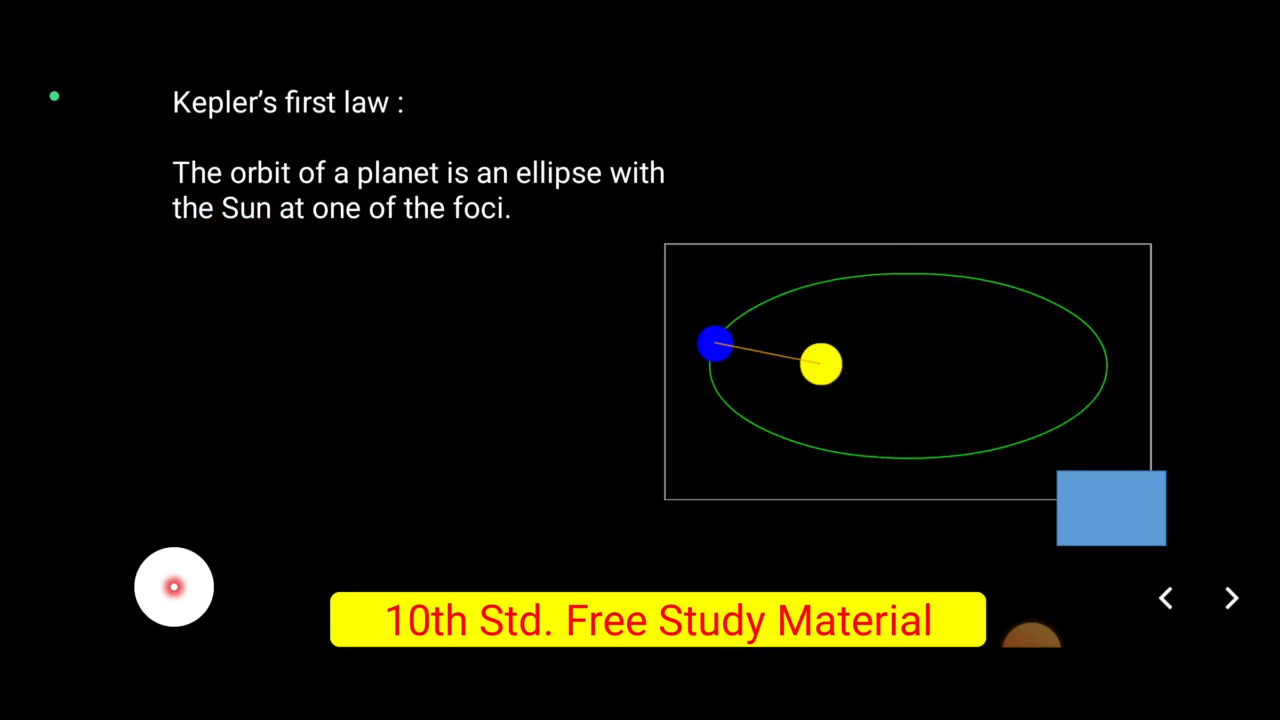 Kepler’s first law :
The orbit of a planet is an ellipse with
the Sun at one of the foci.
10th Std. Free Study Material